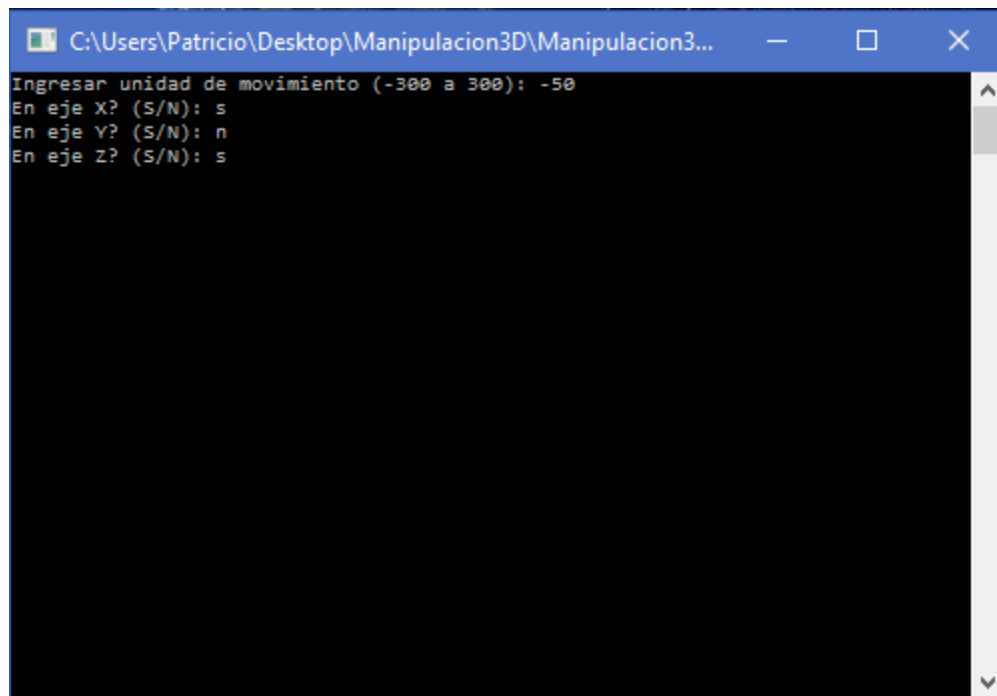 C:\Users\Patricio\Desktop\Manipulacion3D\Manipulacion3...
Ingresar unidad de movimiento (-300 a 300): -50
En eje X? (S/N): s
En eje Y? (S/N): n
En eje Z? (S/N): s